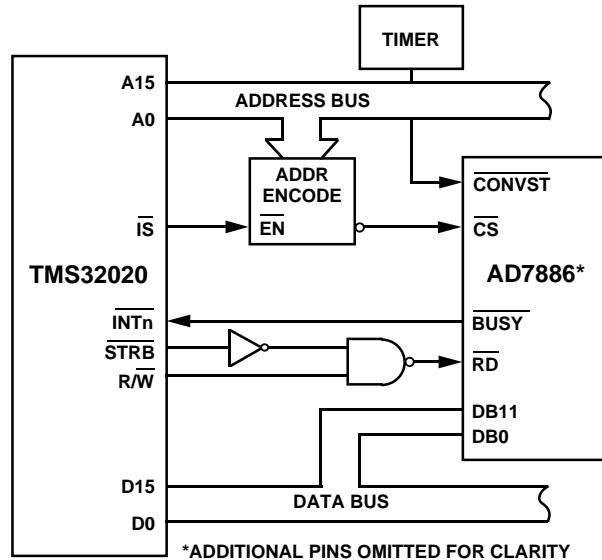 TIMER
A15
ADDRESS BUS
A0
ADDR
ENCODE
CONVST
IS
EN
CS
TMS32020
AD7886*
INTn
BUSY
STRB
R/W
RD
DB11
DB0
D15
DATA BUS
D0
*ADDITIONAL PINS OMITTED FOR CLARITY